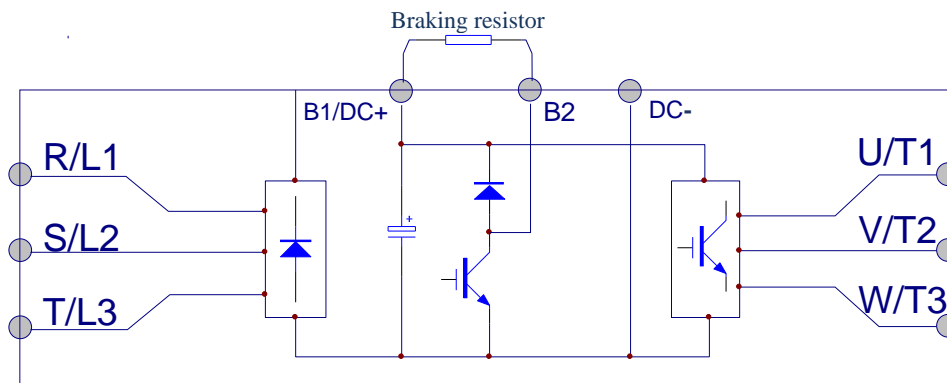 Braking resistor
B1/DC+
B2
DC-
R/L1
U/T1
S/L2
V/T2
T/L3
W/T3
+